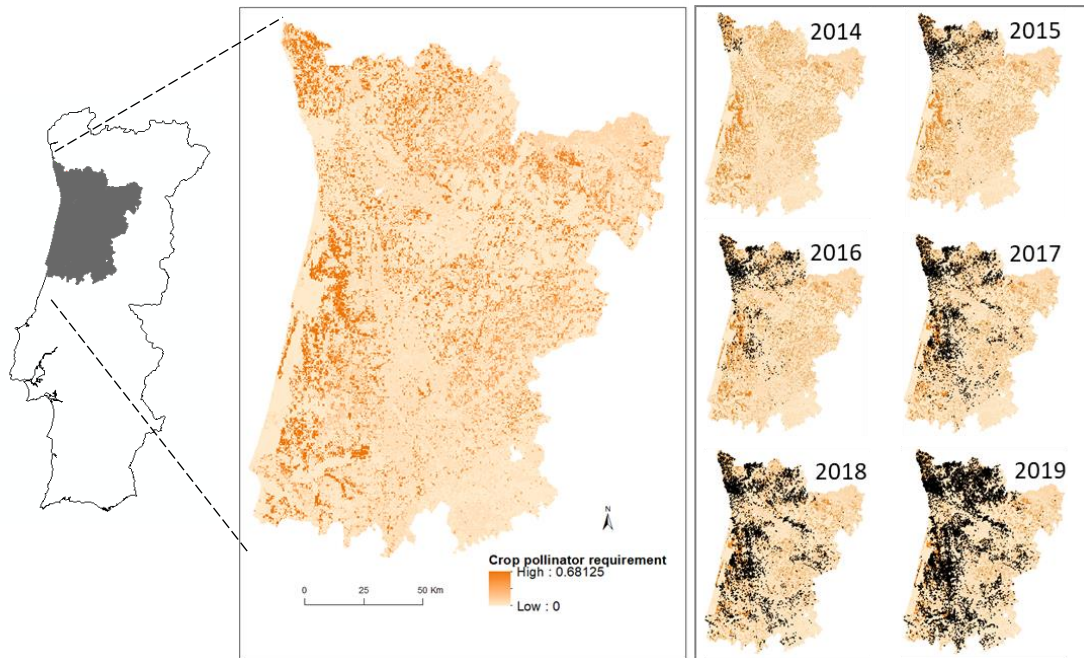 2014
2015
2016
2017
2018
2019
N
Crop pollinator requirement
High : 0.68125
Low : 0
0 25 50 Km